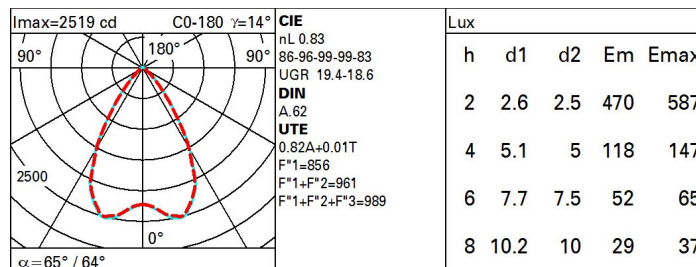 Imax=2519 cd C0-180 γ=14°
90° 180° 90°
2500
0°
α=65° / 64°
CIE
nL 0.83
86-96-99-99-83
UGR 19.4-18.6
DIN
A.62
UTE
0.82A+0.01T
F"1=856
F"1+F"2=961
F"1+F"2+F"3=989
Lux
h d1 d2 Em Emax
2 2.6 2.5 470 587
4 5.1 5 118 147
6 7.7 7.5 52 65
8 10.2 10 29 37